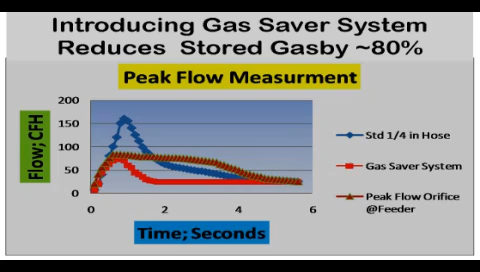 Introducing Gas Saver System
Reduces Stored Gasby ~80%
Peak Flow Measurment
Flow; CFH
200
150
100
50
0
0
2
4
6
Time; Seconds
Std 1/4 in Hose
Gas Saver System
Peak Flow Orifice
@Feeder